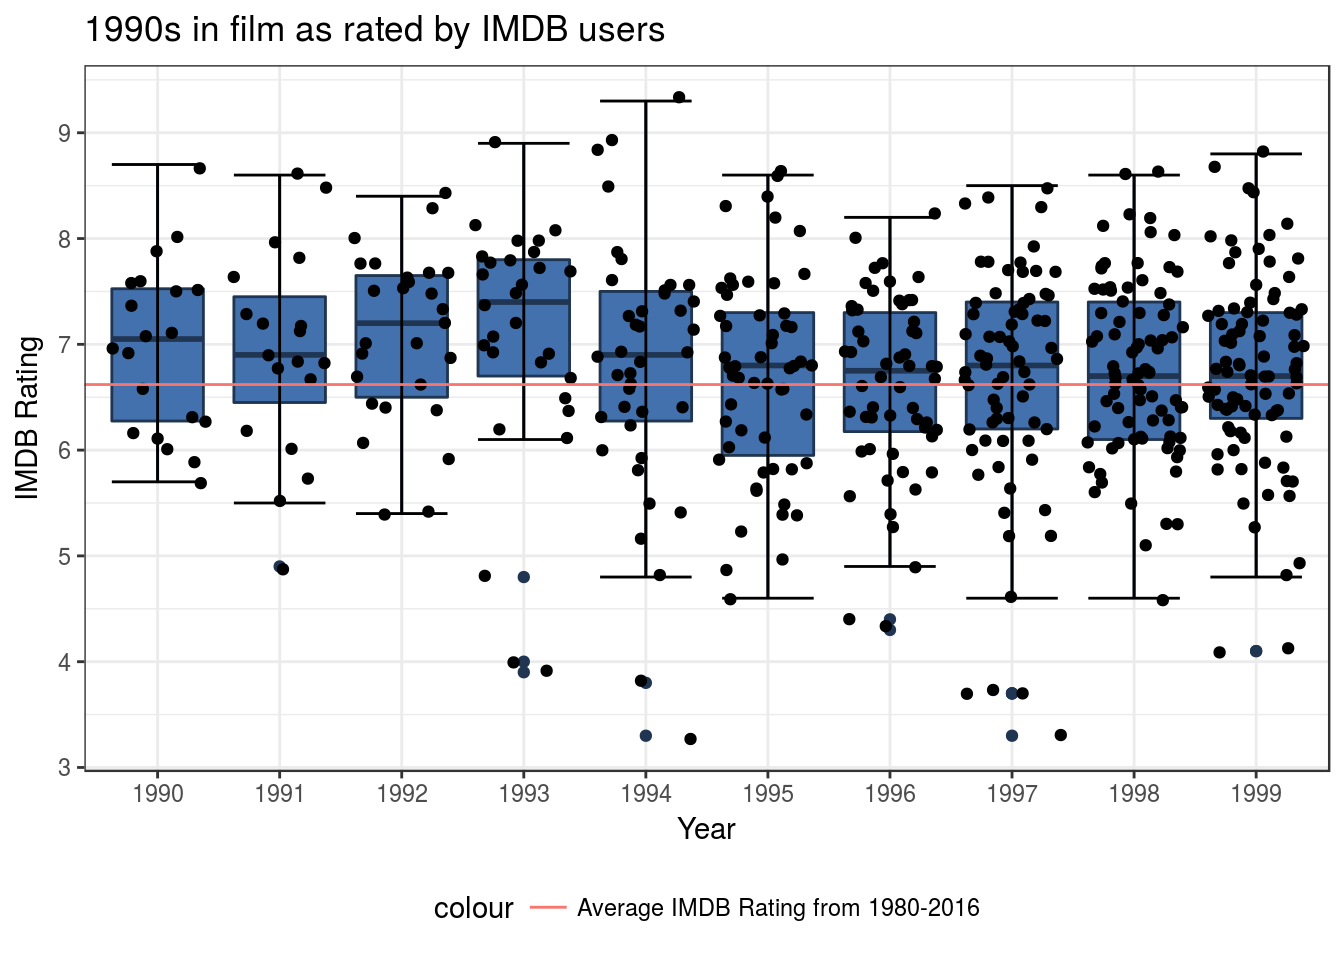 1990s in film as rated by IMDB users
IMDB Rating
9
8
7
6
5
4
3
1990 1991 1992 1993 1994 1995 1996 1997 1998 1999
Year
colour Average IMDB Rating from 1980-2016